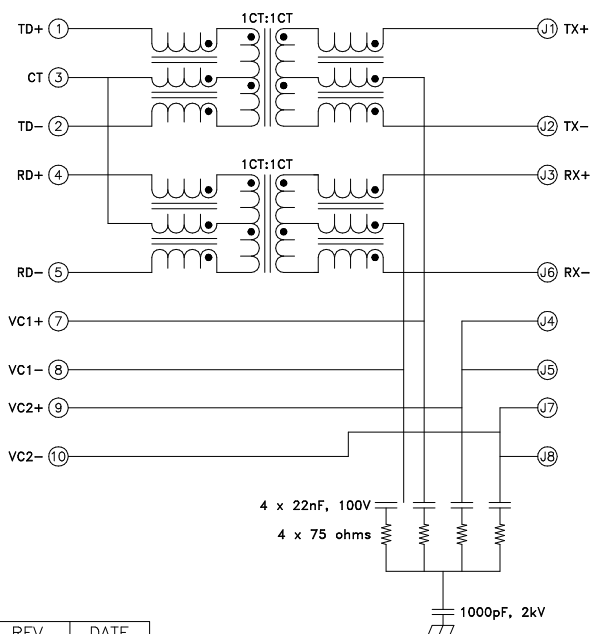 1CT:1CT
TD+ 1 J1 TX+
CT 3
TD- 2 J2 TX-
1CT:1CT
RD+ 4 J3 RX+
RD- 5 J6 RX-
VC1+ 7 J4
VC1- 8 J5
VC2+ 9 J7
VC2- 10 J8
4 x 22nF, 100V
4 x 75 ohms
1000pF, 2kV
REV. DATE